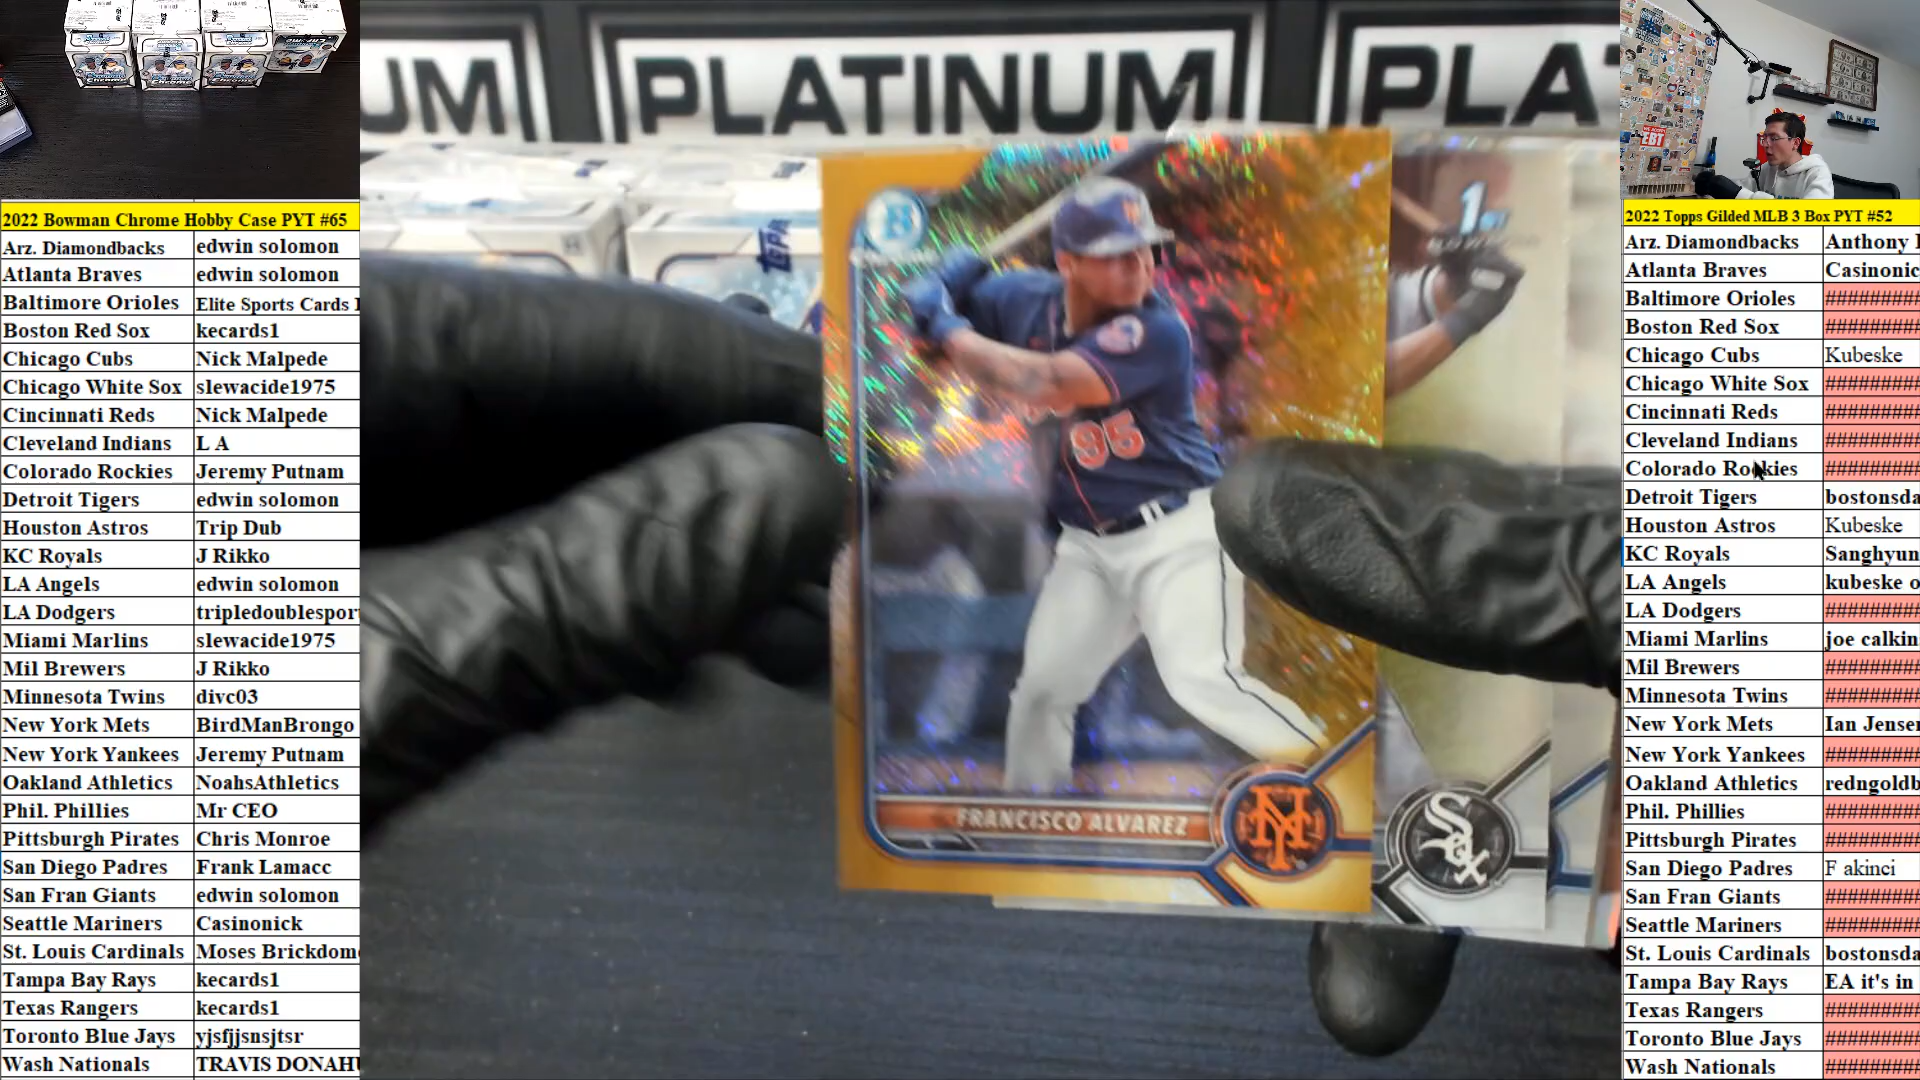 UM PLATINUM PLA
2022 Bowman Chrome Hobby Case PYT #65
Arz. Diamondbacks edwin solomon
Atlanta Braves edwin solomon
Baltimore Orioles Elite Sports Cards
Boston Red Sox kecards1
Chicago Cubs Nick Malpede
Chicago White Sox slewacide1975
Cincinnati Reds Nick Malpede
Cleveland Indians L A
Colorado Rockies Jeremy Putnam
Detroit Tigers edwin solomon
Houston Astros Trip Dub
KC Royals J Rikko
LA Angels edwin solomon
LA Dodgers tripledoublespor
Miami Marlins slewacide1975
Mil Brewers J Rikko
Minnesota Twins divc03
New York Mets BirdManBrongo
New York Yankees Jeremy Putnam
Oakland Athletics NoahsAthletics
Phil. Phillies Mr CEO
Pittsburgh Pirates Chris Monroe
San Diego Padres Frank Lamacc
San Fran Giants edwin solomon
Seattle Mariners Casinonick
St. Louis Cardinals Moses Brickdom
Tampa Bay Rays kecards1
Texas Rangers kecards1
Toronto Blue Jays yjsfjjsnsjtsr
Wash Nationals TRAVIS DONAH
TOPPS
B
1ST
95
FRANCISCO ALVAREZ
NY
SOX
EBT
2022 Topps Gilded MLB 3 Box PYT #52
Arz. Diamondbacks Anthony
Atlanta Braves Casinonic
Baltimore Orioles #########
Boston Red Sox #########
Chicago Cubs Kubeske
Chicago White Sox #########
Cincinnati Reds #########
Cleveland Indians #########
Colorado Rockies #########
Detroit Tigers bostonsda
Houston Astros Kubeske
KC Royals Sanghyun
LA Angels kubeske o
LA Dodgers #########
Miami Marlins joe calkin
Mil Brewers #########
Minnesota Twins #########
New York Mets Ian Jensen
New York Yankees #########
Oakland Athletics redngoldb
Phil. Phillies #########
Pittsburgh Pirates #########
San Diego Padres F akinci
San Fran Giants #########
Seattle Mariners #########
St. Louis Cardinals bostonsda
Tampa Bay Rays EA it's in
Texas Rangers #########
Toronto Blue Jays #########
Wash Nationals #########